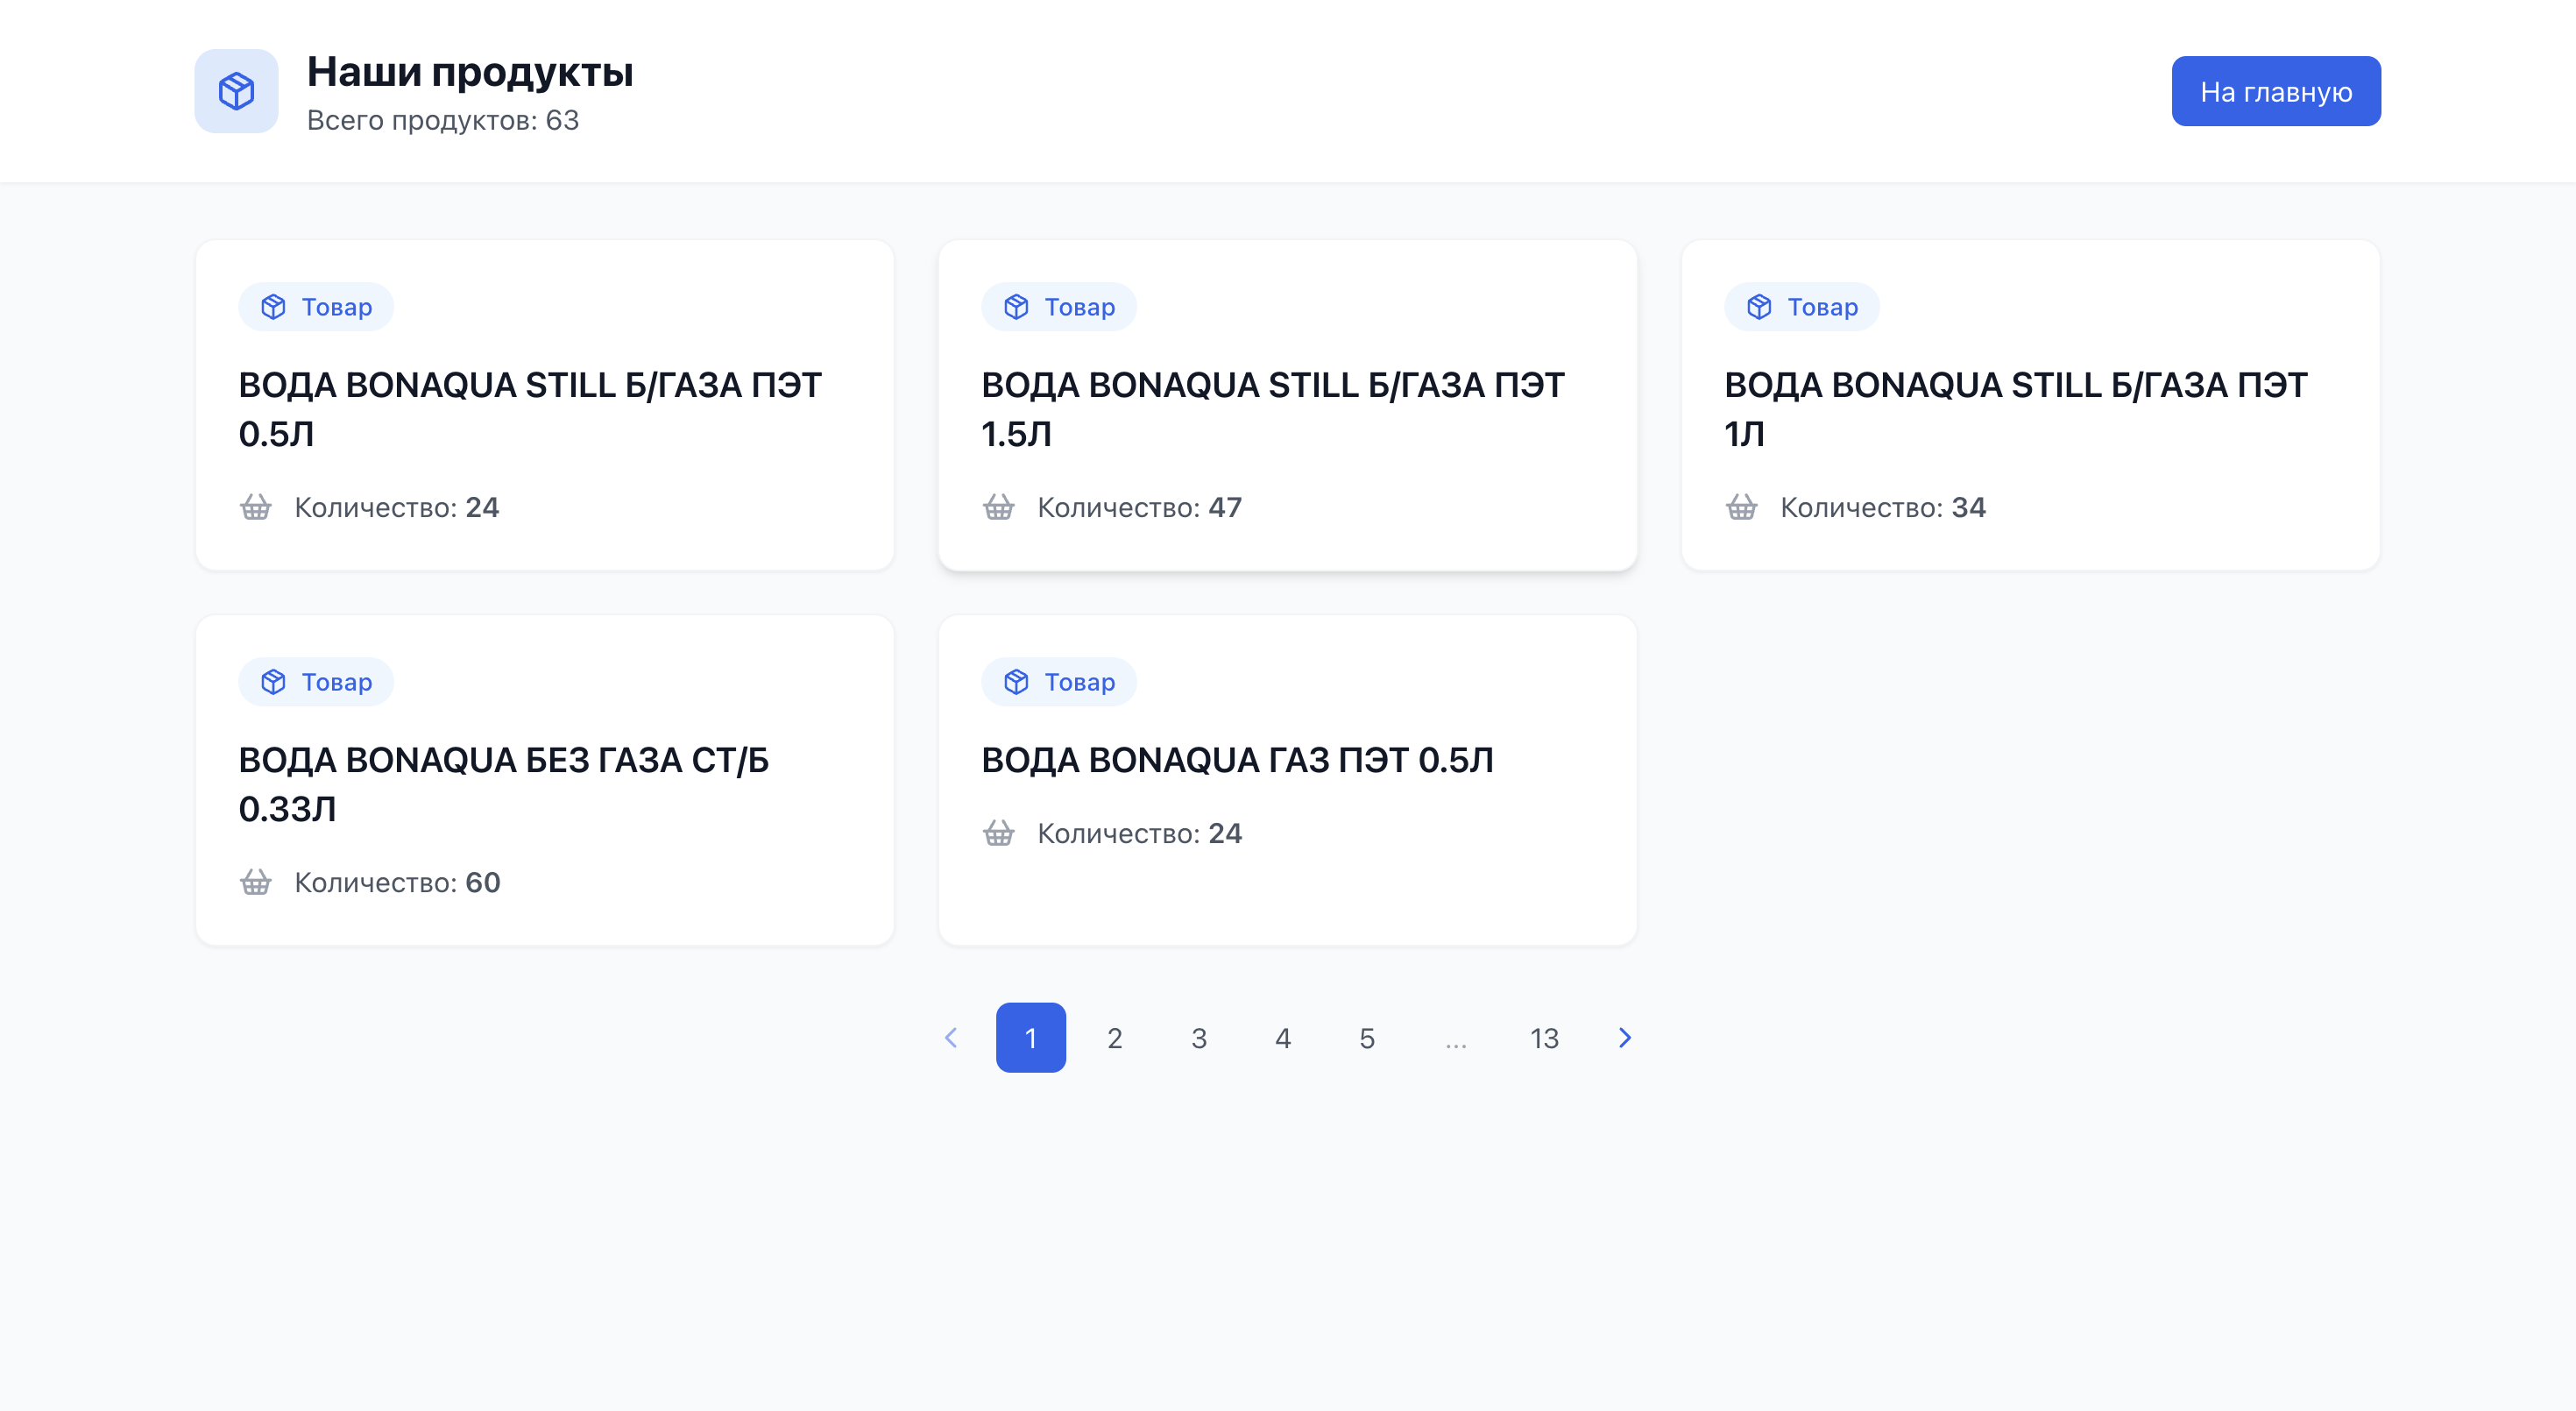 Наши продукты
Всего продуктов: 63
На главную
Товар
ВОДА BONAQUA STILL Б/ГАЗА ПЭТ
0.5Л
Количество: 24
Товар
ВОДА BONAQUA STILL Б/ГАЗА ПЭТ
1.5Л
Количество: 47
Товар
ВОДА BONAQUA STILL Б/ГАЗА ПЭТ
1Л
Количество: 34
Товар
ВОДА BONAQUA БЕЗ ГАЗА СТ/Б
0.33Л
Количество: 60
Товар
ВОДА BONAQUA ГАЗ ПЭТ 0.5Л
Количество: 24
1 2 3 4 5 ... 13